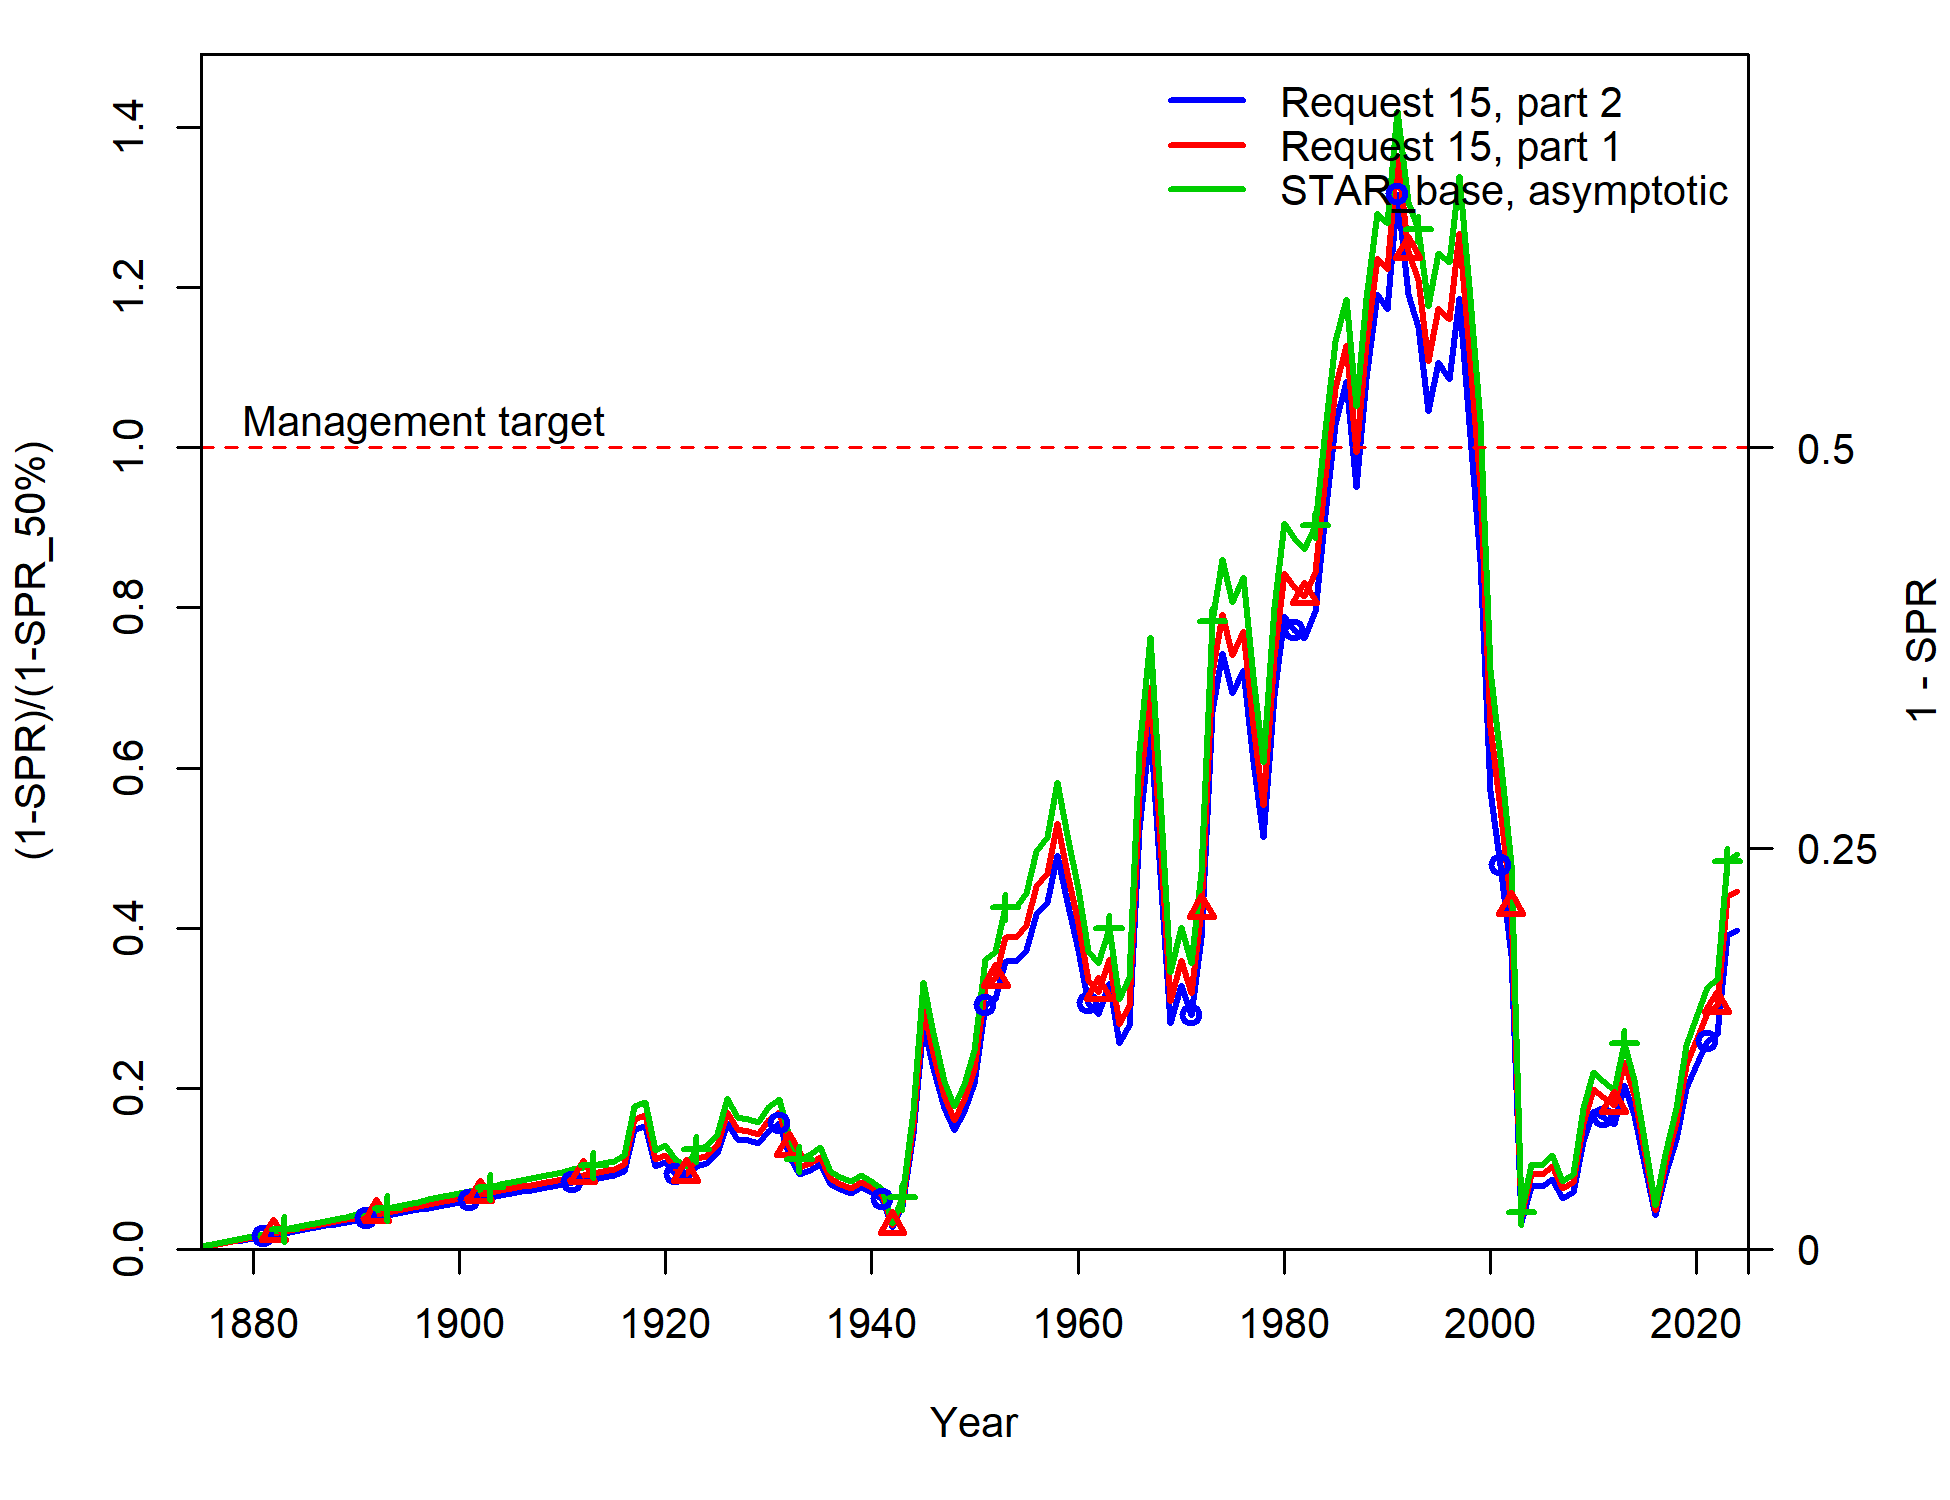 Request 15, part 2
Request 15, part 1
STAR_base, asymptotic
Management target
(1-SPR)/(1-SPR_50%)
1.4
1.2
1.0
0.8
0.6
0.4
0.2
0.0
0.5
0.25
0
1 - SPR
1880 1900 1920 1940 1960 1980 2000 2020
Year